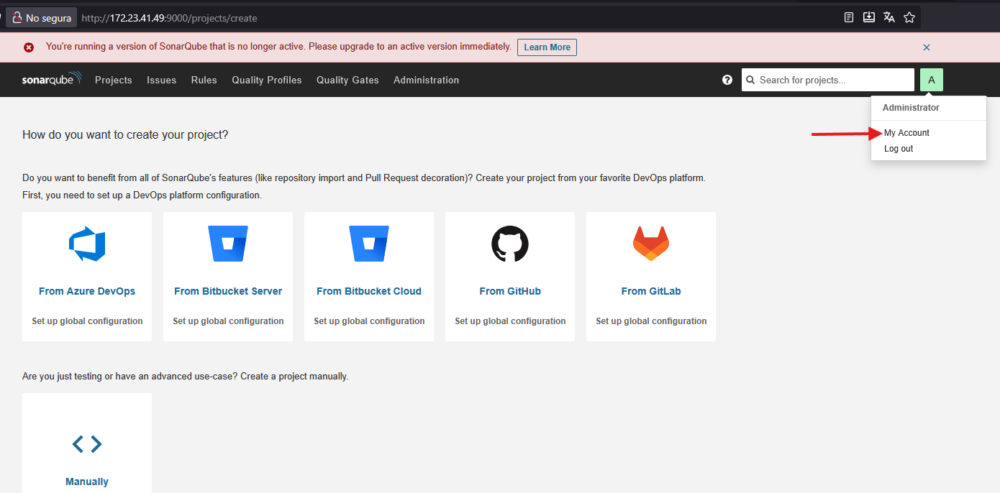 No segura http://172.23.41.49:9000/projects/create
You're running a version of SonarQube that is no longer active. Please upgrade to an active version immediately. Learn More
sonarqube Projects Issues Rules Quality Profiles Quality Gates Administration Search for projects... A
Administrator
My Account
Log out
How do you want to create your project?
Do you want to benefit from all of SonarQube's features (like repository import and Pull Request decoration)? Create your project from your favorite DevOps platform.
First, you need to set up a DevOps platform configuration.
From Azure DevOps From Bitbucket Server From Bitbucket Cloud From GitHub From GitLab
Set up global configuration Set up global configuration Set up global configuration Set up global configuration Set up global configuration
Are you just testing or have an advanced use-case? Create a project manually.
Manually